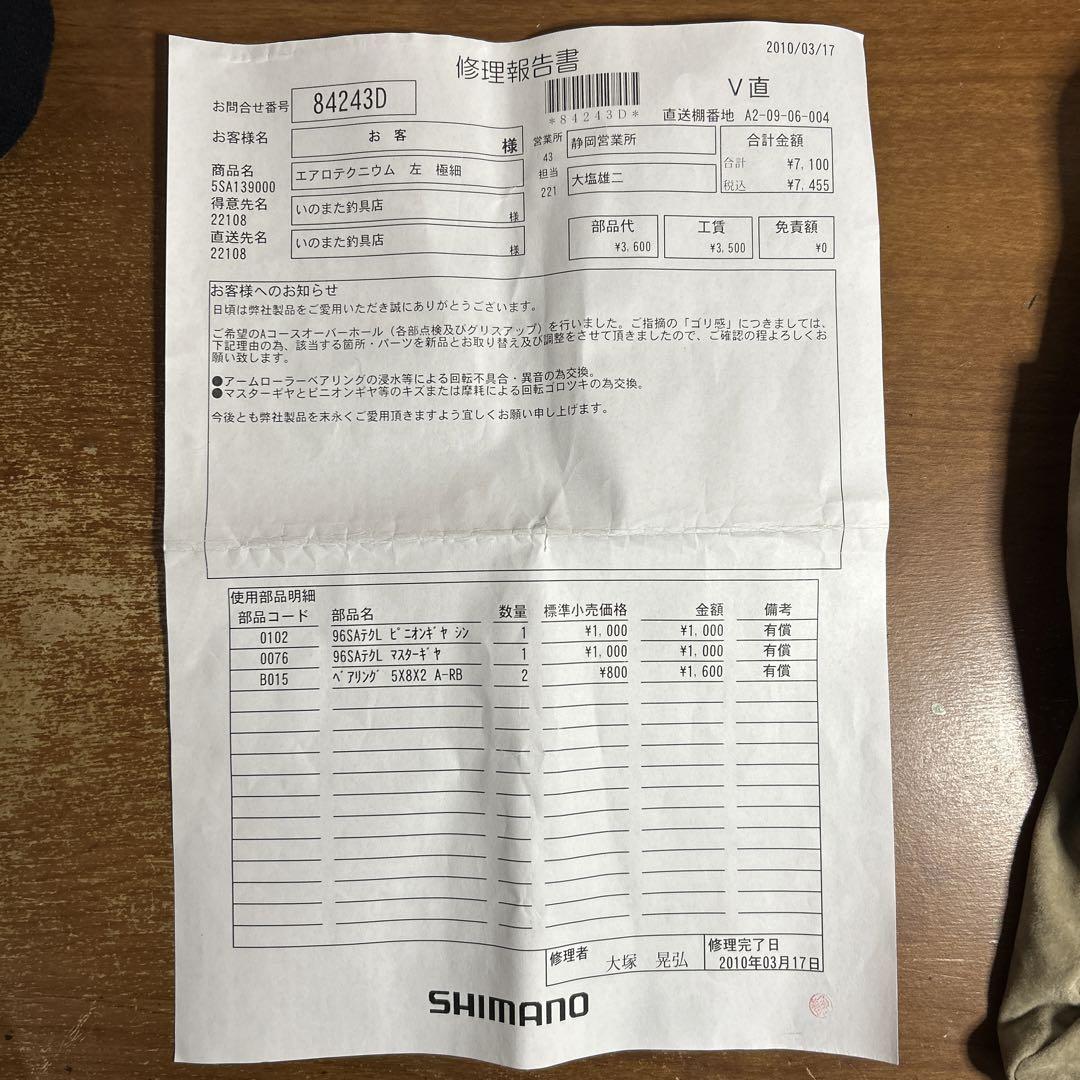 2010/03/17
修理報告書
V直
お問合せ番号 84243D
*84243D*
直送棚番地 A2-09-06-004
お客様名 お 客 様
営業所 43 静岡営業所
担当 221 大塩雄二
合計金額
合計 ¥7,100
税込 ¥7,455
商品名 5SA139000 エアロテクニウム 左 極細
得意先名 22108 いのまた釣具店 様
直送先名 22108 いのまた釣具店 様
部品代 ¥3,600
工賃 ¥3,500
免責額 ¥0
お客様へのお知らせ
日頃は弊社製品をご愛用いただき誠にありがとうございます。
ご希望のAコースオーバーホール（各部点検及びグリスアップ）を行いました。ご指摘の「ゴリ感」につきましては、
下記理由の為、該当する箇所・パーツを新品とお取り替え及び調整をさせて頂きましたので、ご確認の程よろしくお
願い致します。
●アームローラーベアリングの浸水等による回転不具合・異音の為交換。
●マスターギヤとピニオンギヤ等のキズまたは摩耗による回転ゴロツキの為交換。
今後とも弊社製品を末永くご愛用頂きますよう宜しくお願い申し上げます。
使用部品明細
部品コード 部品名 数量 標準小売価格 金額 備考
0102 96SAテクL ピニオンギヤ シン 1 ¥1,000 ¥1,000 有償
0076 96SAテクL マスターギヤ 1 ¥1,000 ¥1,000 有償
B015 ベアリング 5X8X2 A-RB 2 ¥800 ¥1,600 有償
修理者 大塚 晃弘
修理完了日
2010年03月17日
SHIMANO